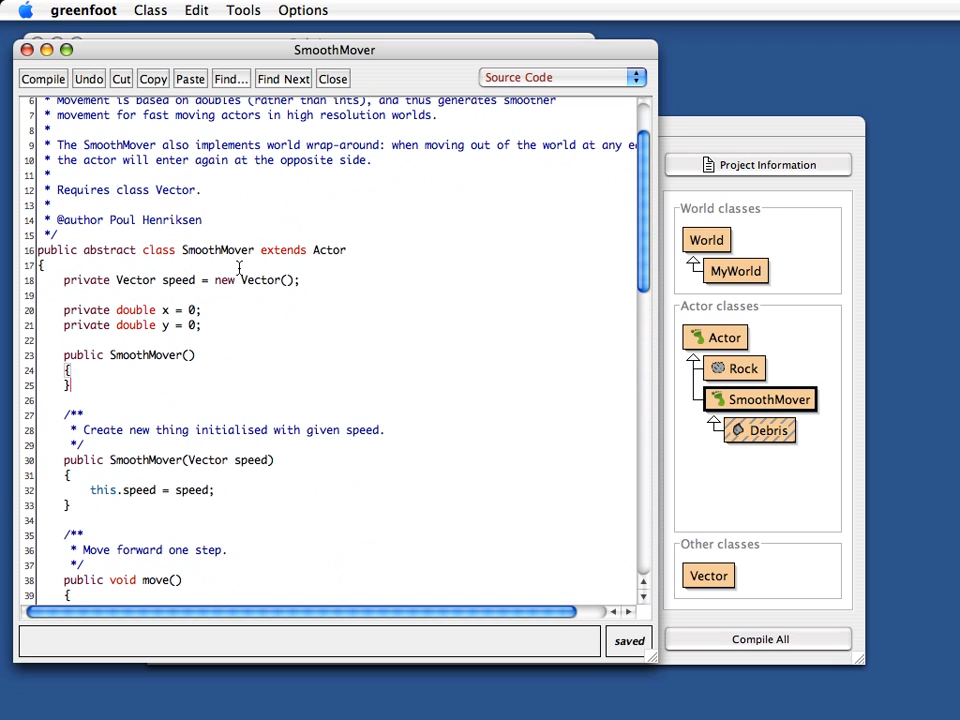 greenfoot Class Edit Tools Options
SmoothMover
Compile Undo Cut Copy Paste Find... Find Next Close Source Code
6 * Movement is based on doubles (rather than ints), and thus generates smoother
7 * movement for fast moving actors in high resolution worlds.
8 *
9 * The SmoothMover also implements world wrap-around: when moving out of the world at any
10 * the actor will enter again at the opposite side.
11 *
12 * Requires class Vector.
13 *
14 * @author Poul Henriksen
15 */
16 public abstract class SmoothMover extends Actor
17 {
18 private Vector speed = new Vector();
19
20 private double x = 0;
21 private double y = 0;
22
23 public SmoothMover()
24 {
25 }
26
27 /**
28 * Create new thing initialised with given speed.
29 */
30 public SmoothMover(Vector speed)
31 {
32 this.speed = speed;
33 }
34
35 /**
36 * Move forward one step.
37 */
38 public void move()
39 {
saved
Project Information
World classes
World
MyWorld
Actor classes
Actor
Rock
SmoothMover
Debris
Other classes
Vector
Compile All